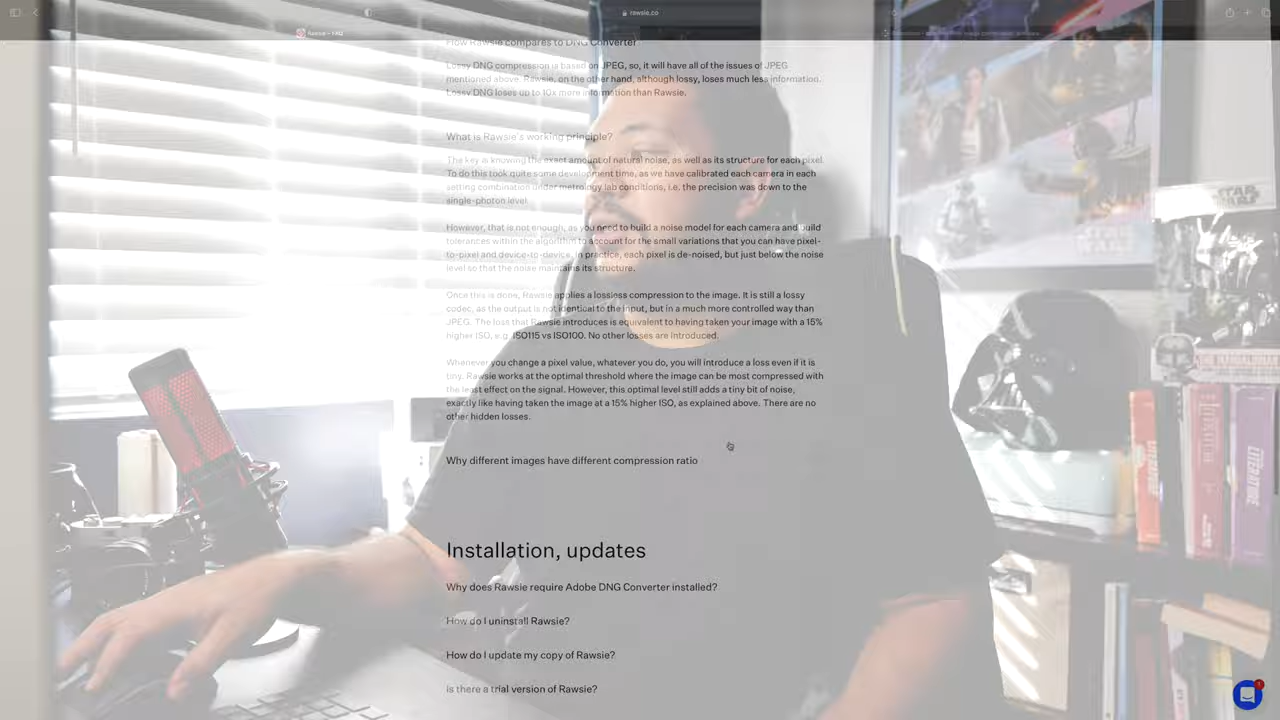 rawsie.co
Rawsie – FAQ
How Rawsie compares to DNG Converter
Lossy DNG compression is based on JPEG, so, it will have all of the issues of JPEG
mentioned above. Rawsie, on the other hand, although lossy, loses much less information.
Lossy DNG loses up to 10x more information than Rawsie.
What is Rawsie's working principle?
The key is knowing the exact amount of natural noise, as well as its structure for each pixel.
To do this took quite some development time, as we have calibrated each camera in each
setting combination under metrology lab conditions, i.e. the precision was down to the
single-photon level.
However, that is not enough, as you need to build a noise model for each camera and build
tolerances within the algorithm to account for the small variations that you can have pixel-
to-pixel and device-to-device. In practice, each pixel is de-noised, but just below the noise
level so that the noise maintains its structure.
Once this is done, Rawsie applies a lossless compression to the image. It is still a lossy
codec, as the output is not identical to the input, but in a much more controlled way than
JPEG. The loss that Rawsie introduces is equivalent to having taken your image with a 15%
higher ISO, e.g. ISO115 vs ISO100. No other losses are introduced.
Whenever you change a pixel value, whatever you do, you will introduce a loss even if it is
tiny. Rawsie works at the optimal threshold where the image can be most compressed with
the least effect on the signal. However, this optimal level still adds a tiny bit of noise,
exactly like having taken the image at a 15% higher ISO, as explained above. There are no
other hidden losses.
Why different images have different compression ratio
Installation, updates
Why does Rawsie require Adobe DNG Converter installed?
How do I uninstall Rawsie?
How do I update my copy of Rawsie?
Is there a trial version of Rawsie?
STAR
WARS
LITERATURE
1